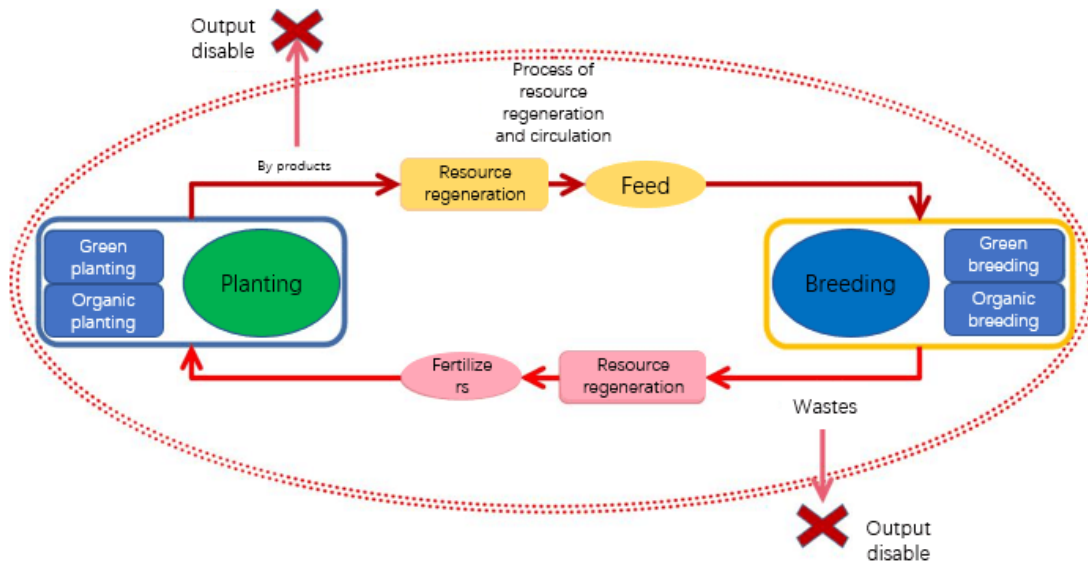 Output
disable
Process of
resource
regeneration
and circulation
By products
Resource
regeneration
Feed
Green
planting
Organic
planting
Planting
Breeding
Green
breeding
Organic
breeding
Fertilize
rs
Resource
regeneration
Wastes
Output
disable